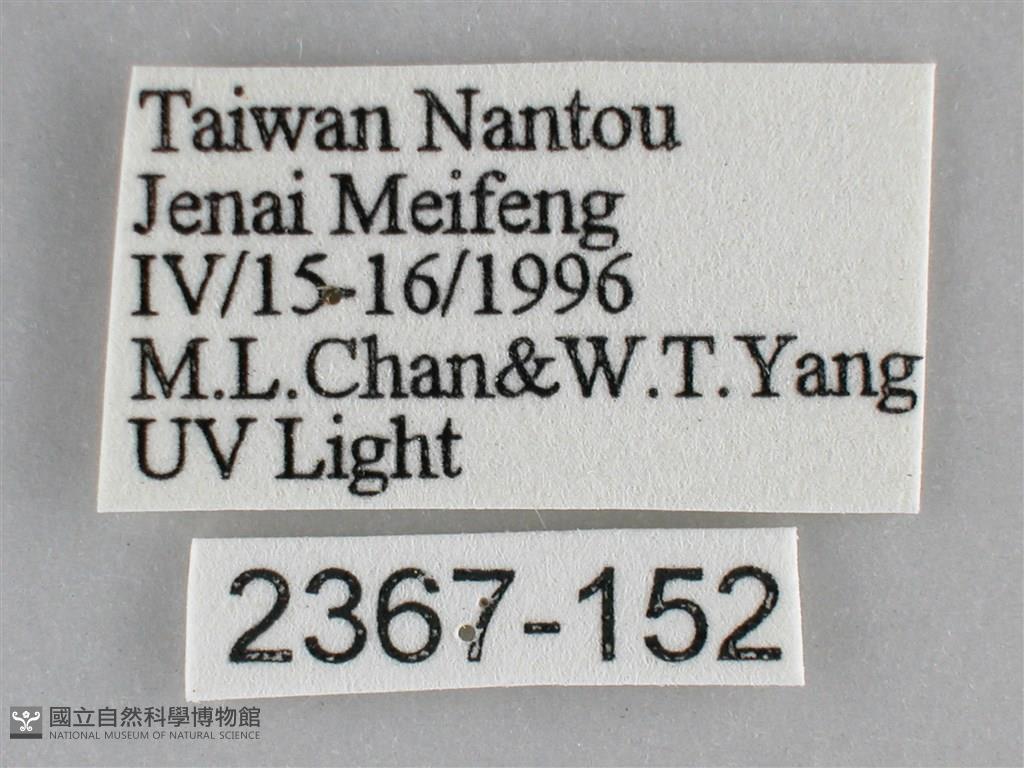 Taiwan Nantou
Jenai Meifeng
IV/15-16/1996
M.L.Chan&W.T.Yang
UV Light
2367-152
國立自然科學博物館
NATIONAL MUSEUM OF NATURAL SCIENCE